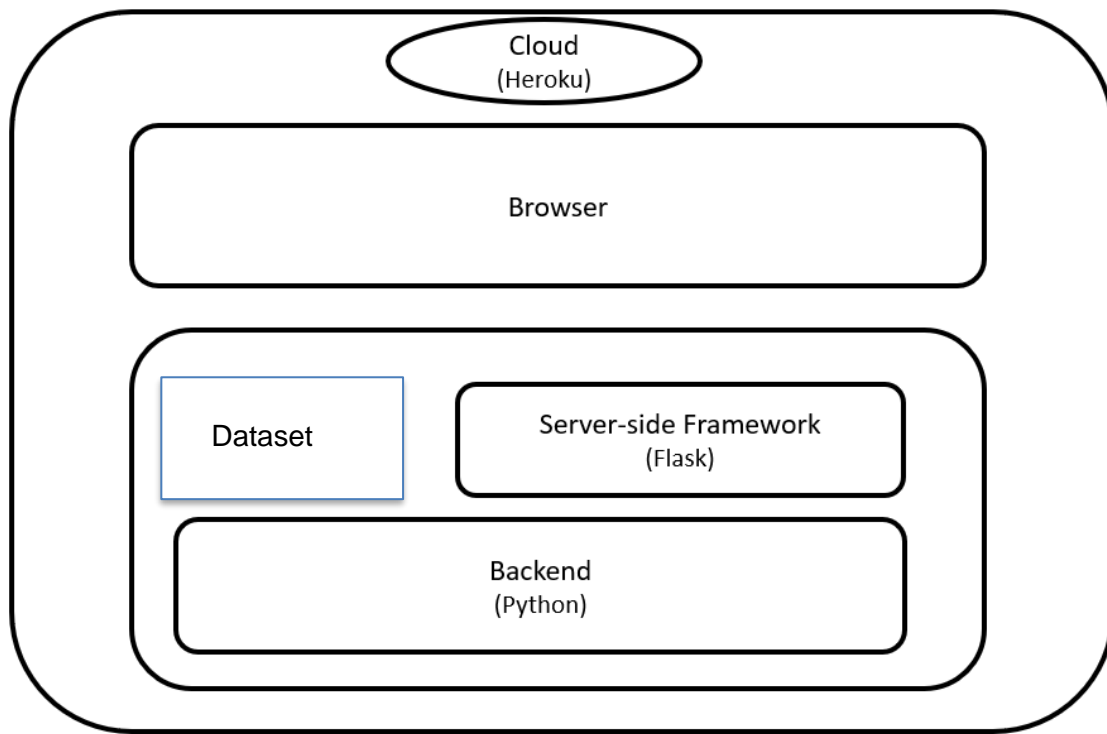 Cloud
(Heroku)
Browser
Dataset
Server-side Framework
(Flask)
Backend
(Python)